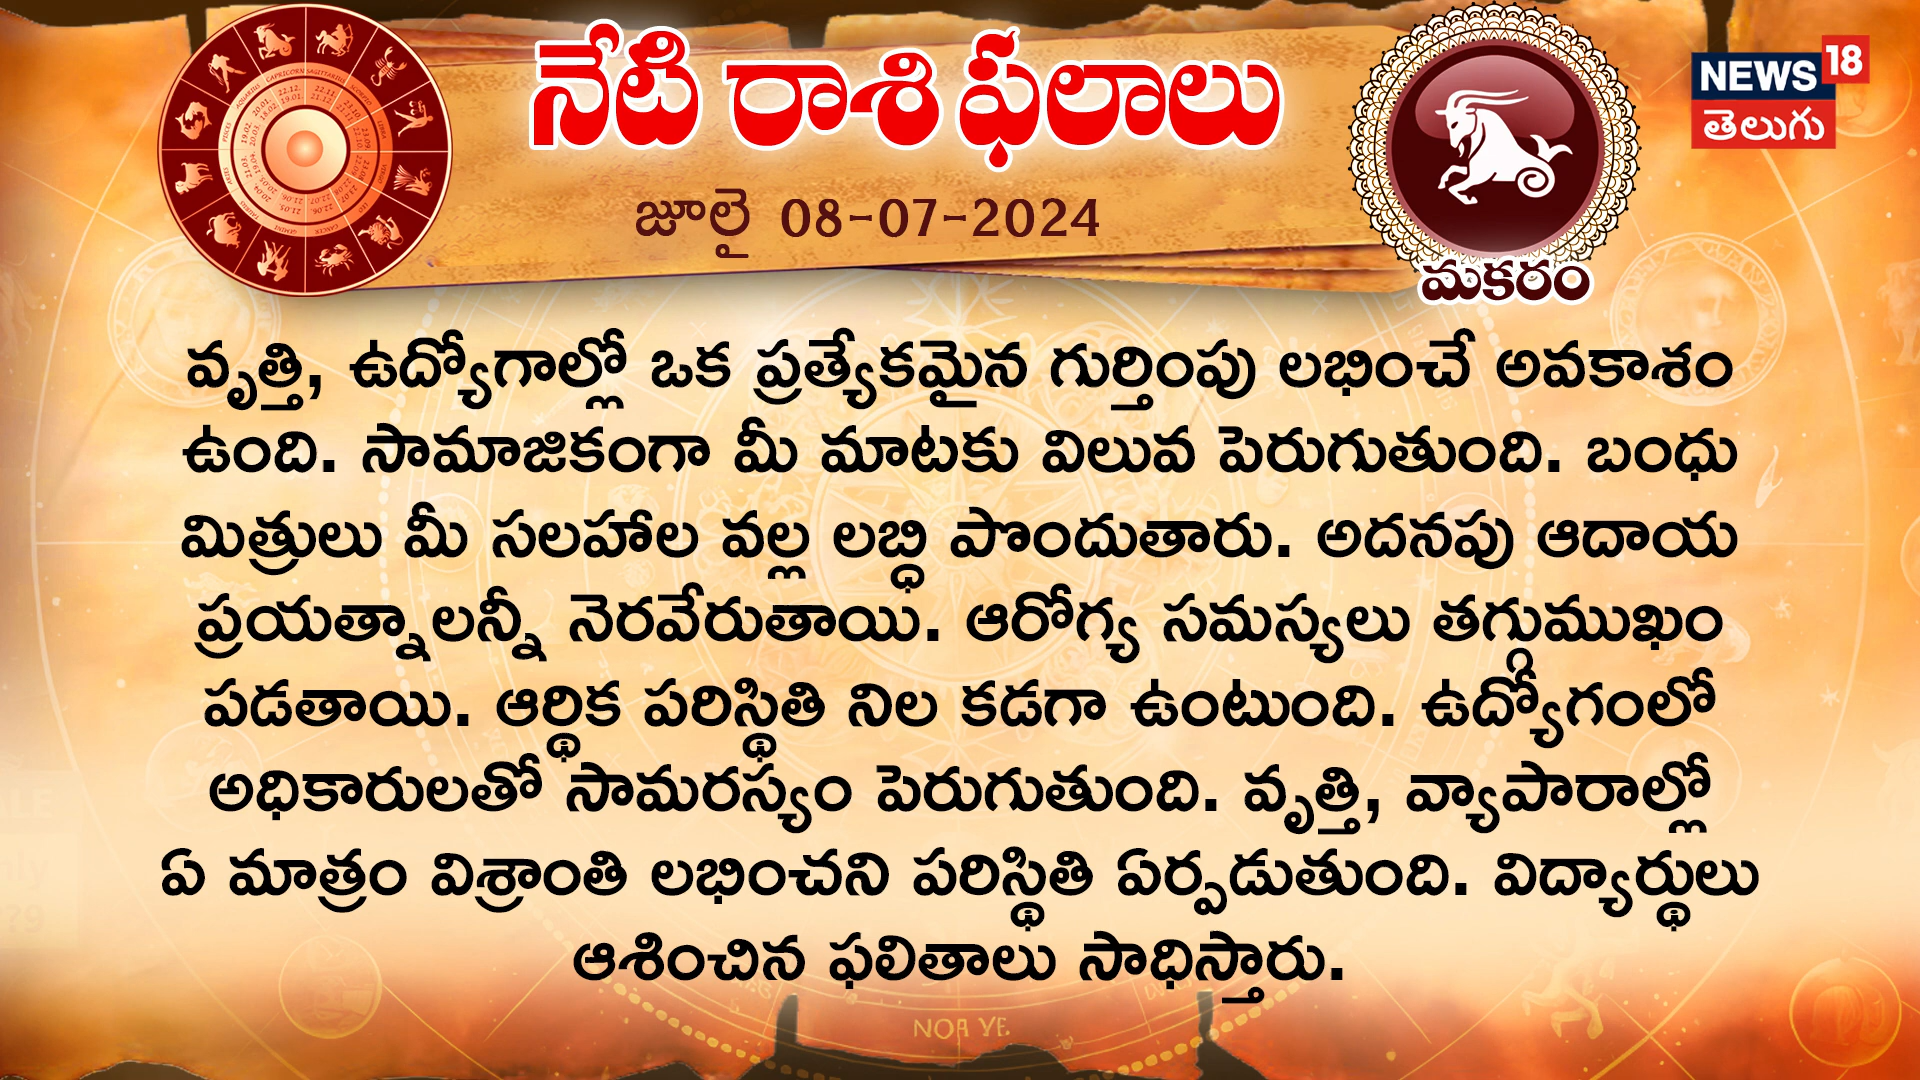 నేటి రాశి ఫలాలు
NEWS 18
తెలుగు
జూలై 08-07-2024
మకరం
వృత్తి, ఉద్యోగాల్లో ఒక ప్రత్యేకమైన గుర్తింపు లభించే అవకాశం
ఉంది. సామాజికంగా మీ మాటకు విలువ పెరుగుతుంది. బంధు
మిత్రులు మీ సలహాల వల్ల లబ్ధి పొందుతారు. అదనపు ఆదాయ
ప్రయత్నాలన్నీ నెరవేరుతాయి. ఆరోగ్య సమస్యలు తగ్గుముఖం
పడతాయి. ఆర్థిక పరిస్థితి నిల కడగా ఉంటుంది. ఉద్యోగంలో
అధికారులతో సామరస్యం పెరుగుతుంది. వృత్తి, వ్యాపారాల్లో
ఏ మాత్రం విశ్రాంతి లభించని పరిస్థితి ఏర్పడుతుంది. విద్యార్థులు
ఆశించిన ఫలితాలు సాధిస్తారు.